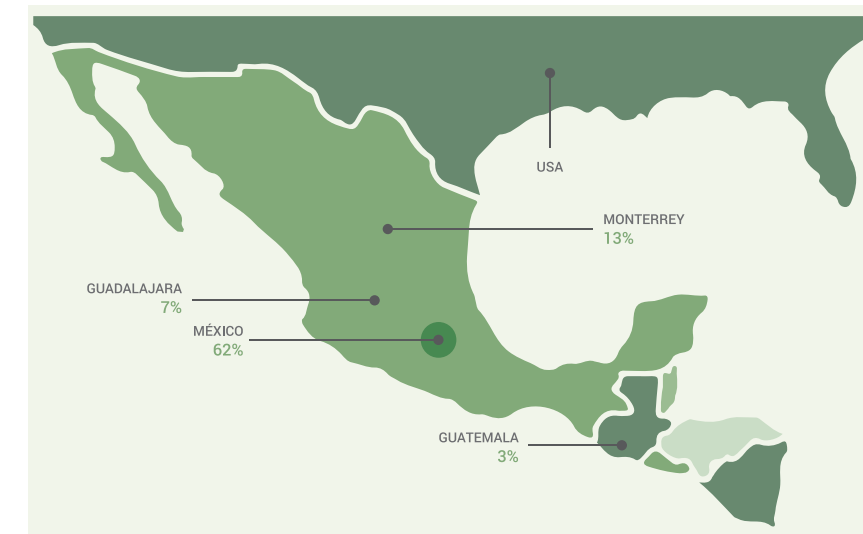 USA
MONTERREY
13%
GUADALAJARA
7%
MÉXICO
62%
GUATEMALA
3%